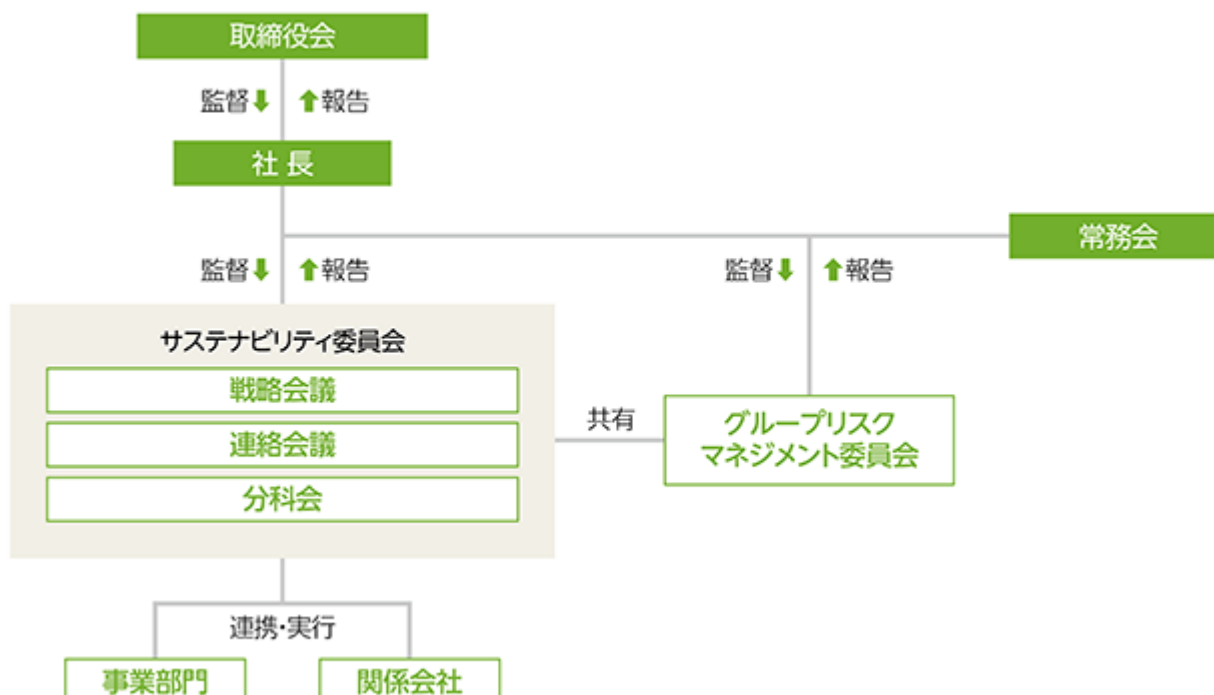 取締役会
監督⬇ ⬆報告
社長
常務会
監督⬇ ⬆報告
監督⬇ ⬆報告
サステナビリティ委員会
戦略会議
連絡会議
分科会
共有
グループリスク
マネジメント委員会
連携・実行
事業部門
関係会社